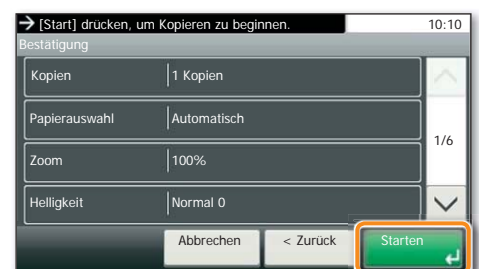 → [Start] drücken, um Kopieren zu beginnen. 10:10
Bestätigung
Kopien 1 Kopien
Papierauswahl Automatisch
1/6
Zoom 100%
Helligkeit Normal 0
Abbrechen < Zurück Starten